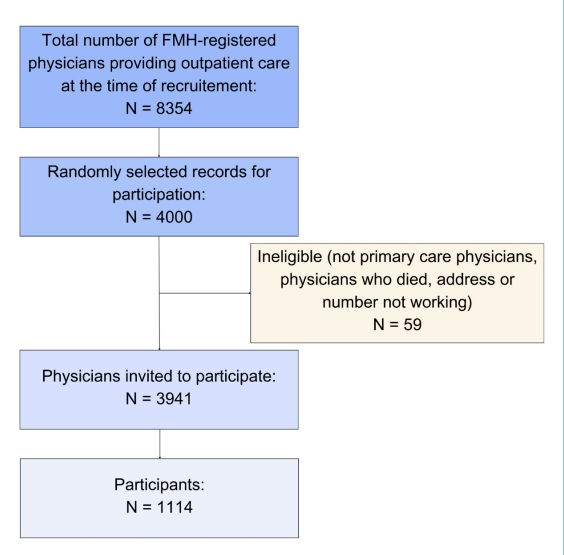 Total number of FMH-registered
physicians providing outpatient care
at the time of recruitement:
N = 8354
Randomly selected records for
participation:
N = 4000
Ineligible (not primary care physicians,
physicians who died, address or
number not working)
N = 59
Physicians invited to participate:
N = 3941
Participants:
N = 1114